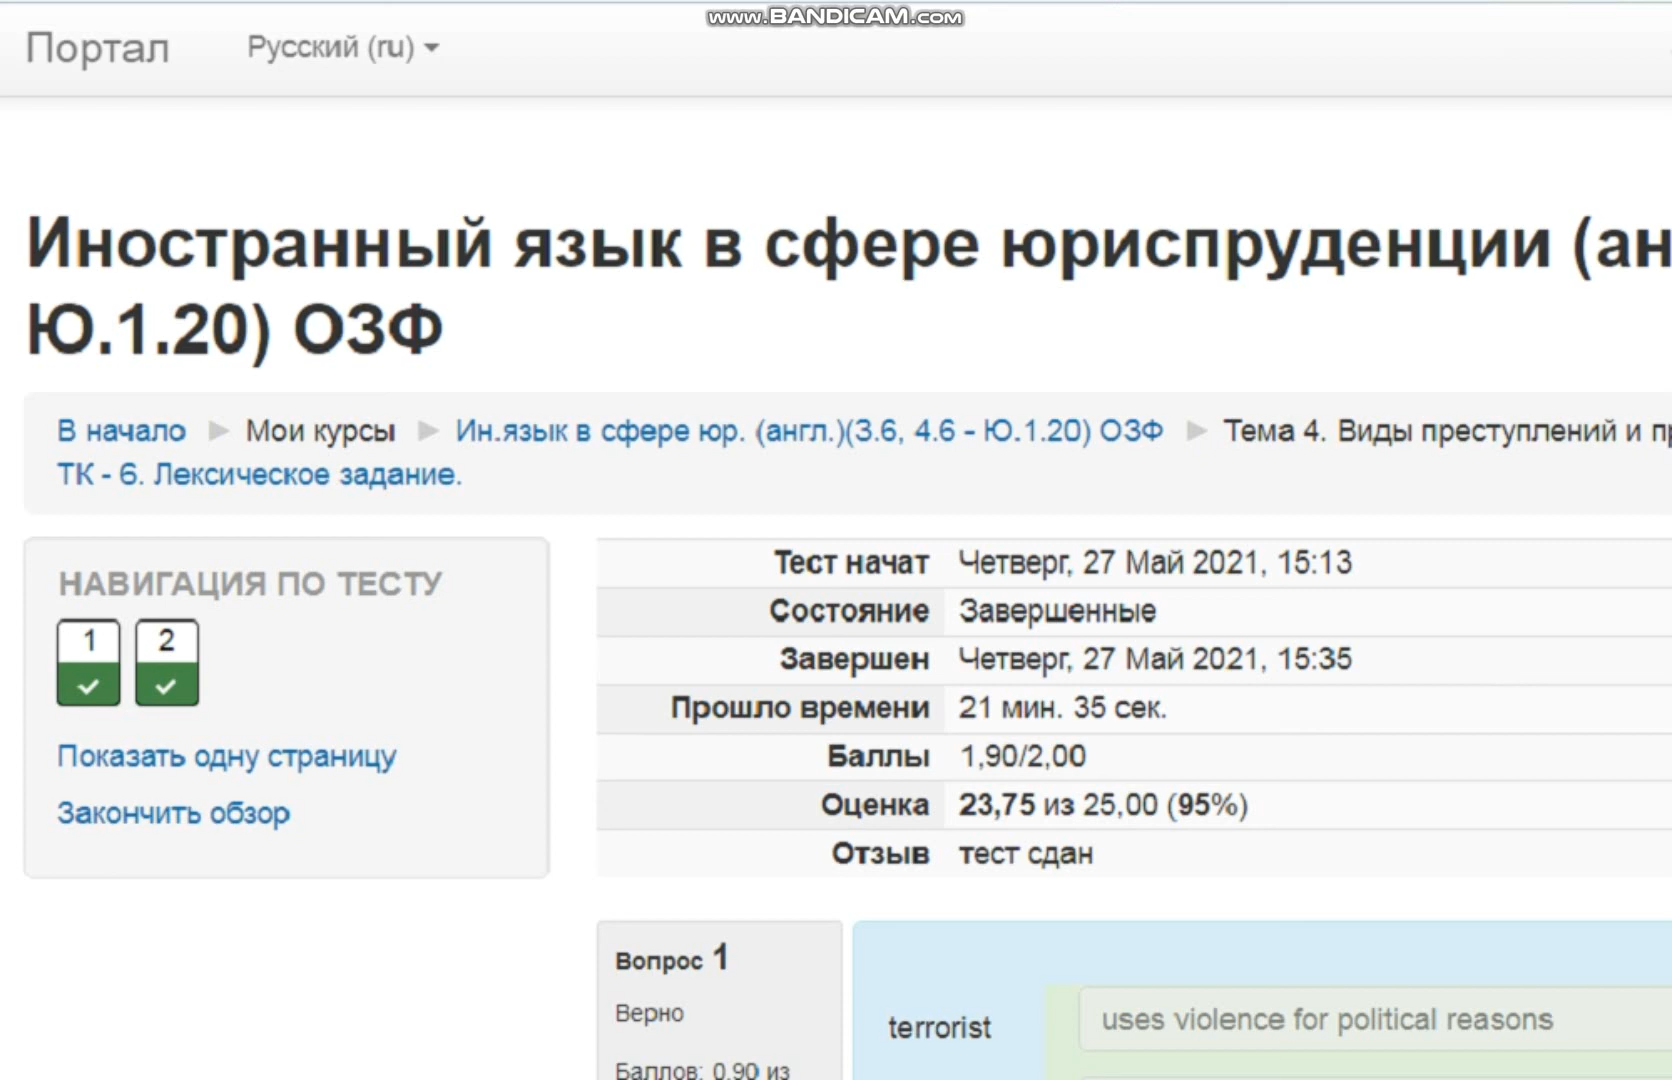 www.BANDICAM.com
Портал Русский (ru)
Иностранный язык в сфере юриспруденции (ан
Ю.1.20) ОЗФ
В начало Мои курсы Ин.язык в сфере юр. (англ.)(3.6, 4.6 - Ю.1.20) ОЗФ Тема 4. Виды преступлений и пр
ТК - 6. Лексическое задание.
НАВИГАЦИЯ ПО ТЕСТУ
1 2
Показать одну страницу
Закончить обзор
Тест начат Четверг, 27 Май 2021, 15:13
Состояние Завершенные
Завершен Четверг, 27 Май 2021, 15:35
Прошло времени 21 мин. 35 сек.
Баллы 1,90/2,00
Оценка 23,75 из 25,00 (95%)
Отзыв тест сдан
Вопрос 1
Верно
Баллов: 0,90 из
terrorist uses violence for political reasons